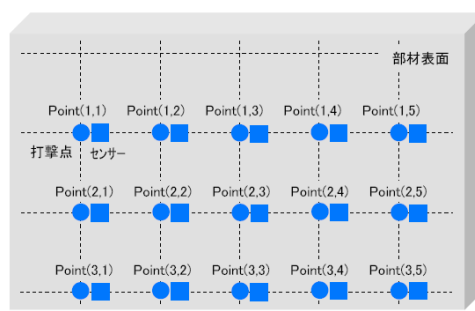 部材表面
Point(1,1) Point(1,2) Point(1,3) Point(1,4) Point(1,5)
打撃点 センサー
Point(2,1) Point(2,2) Point(2,3) Point(2,4) Point(2,5)
Point(3,1) Point(3,2) Point(3,3) Point(3,4) Point(3,5)